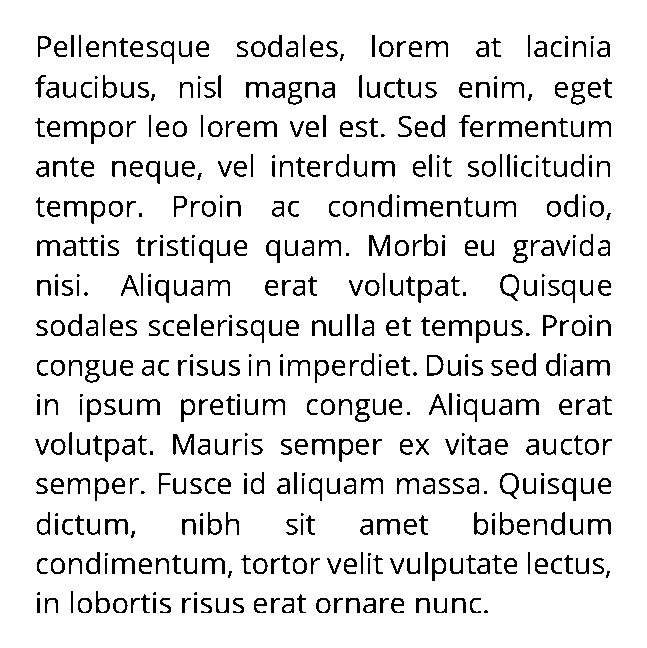 Pellentesque sodales, lorem at lacinia
faucibus, nisl magna luctus enim, eget
tempor leo lorem vel est. Sed fermentum
ante neque, vel interdum elit sollicitudin
tempor. Proin ac condimentum odio,
mattis tristique quam. Morbi eu gravida
nisi. Aliquam erat volutpat. Quisque
sodales scelerisque nulla et tempus. Proin
congue ac risus in imperdiet. Duis sed diam
in ipsum pretium congue. Aliquam erat
volutpat. Mauris semper ex vitae auctor
semper. Fusce id aliquam massa. Quisque
dictum, nibh sit amet bibendum
condimentum, tortor velit vulputate lectus,
in lobortis risus erat ornare nunc.